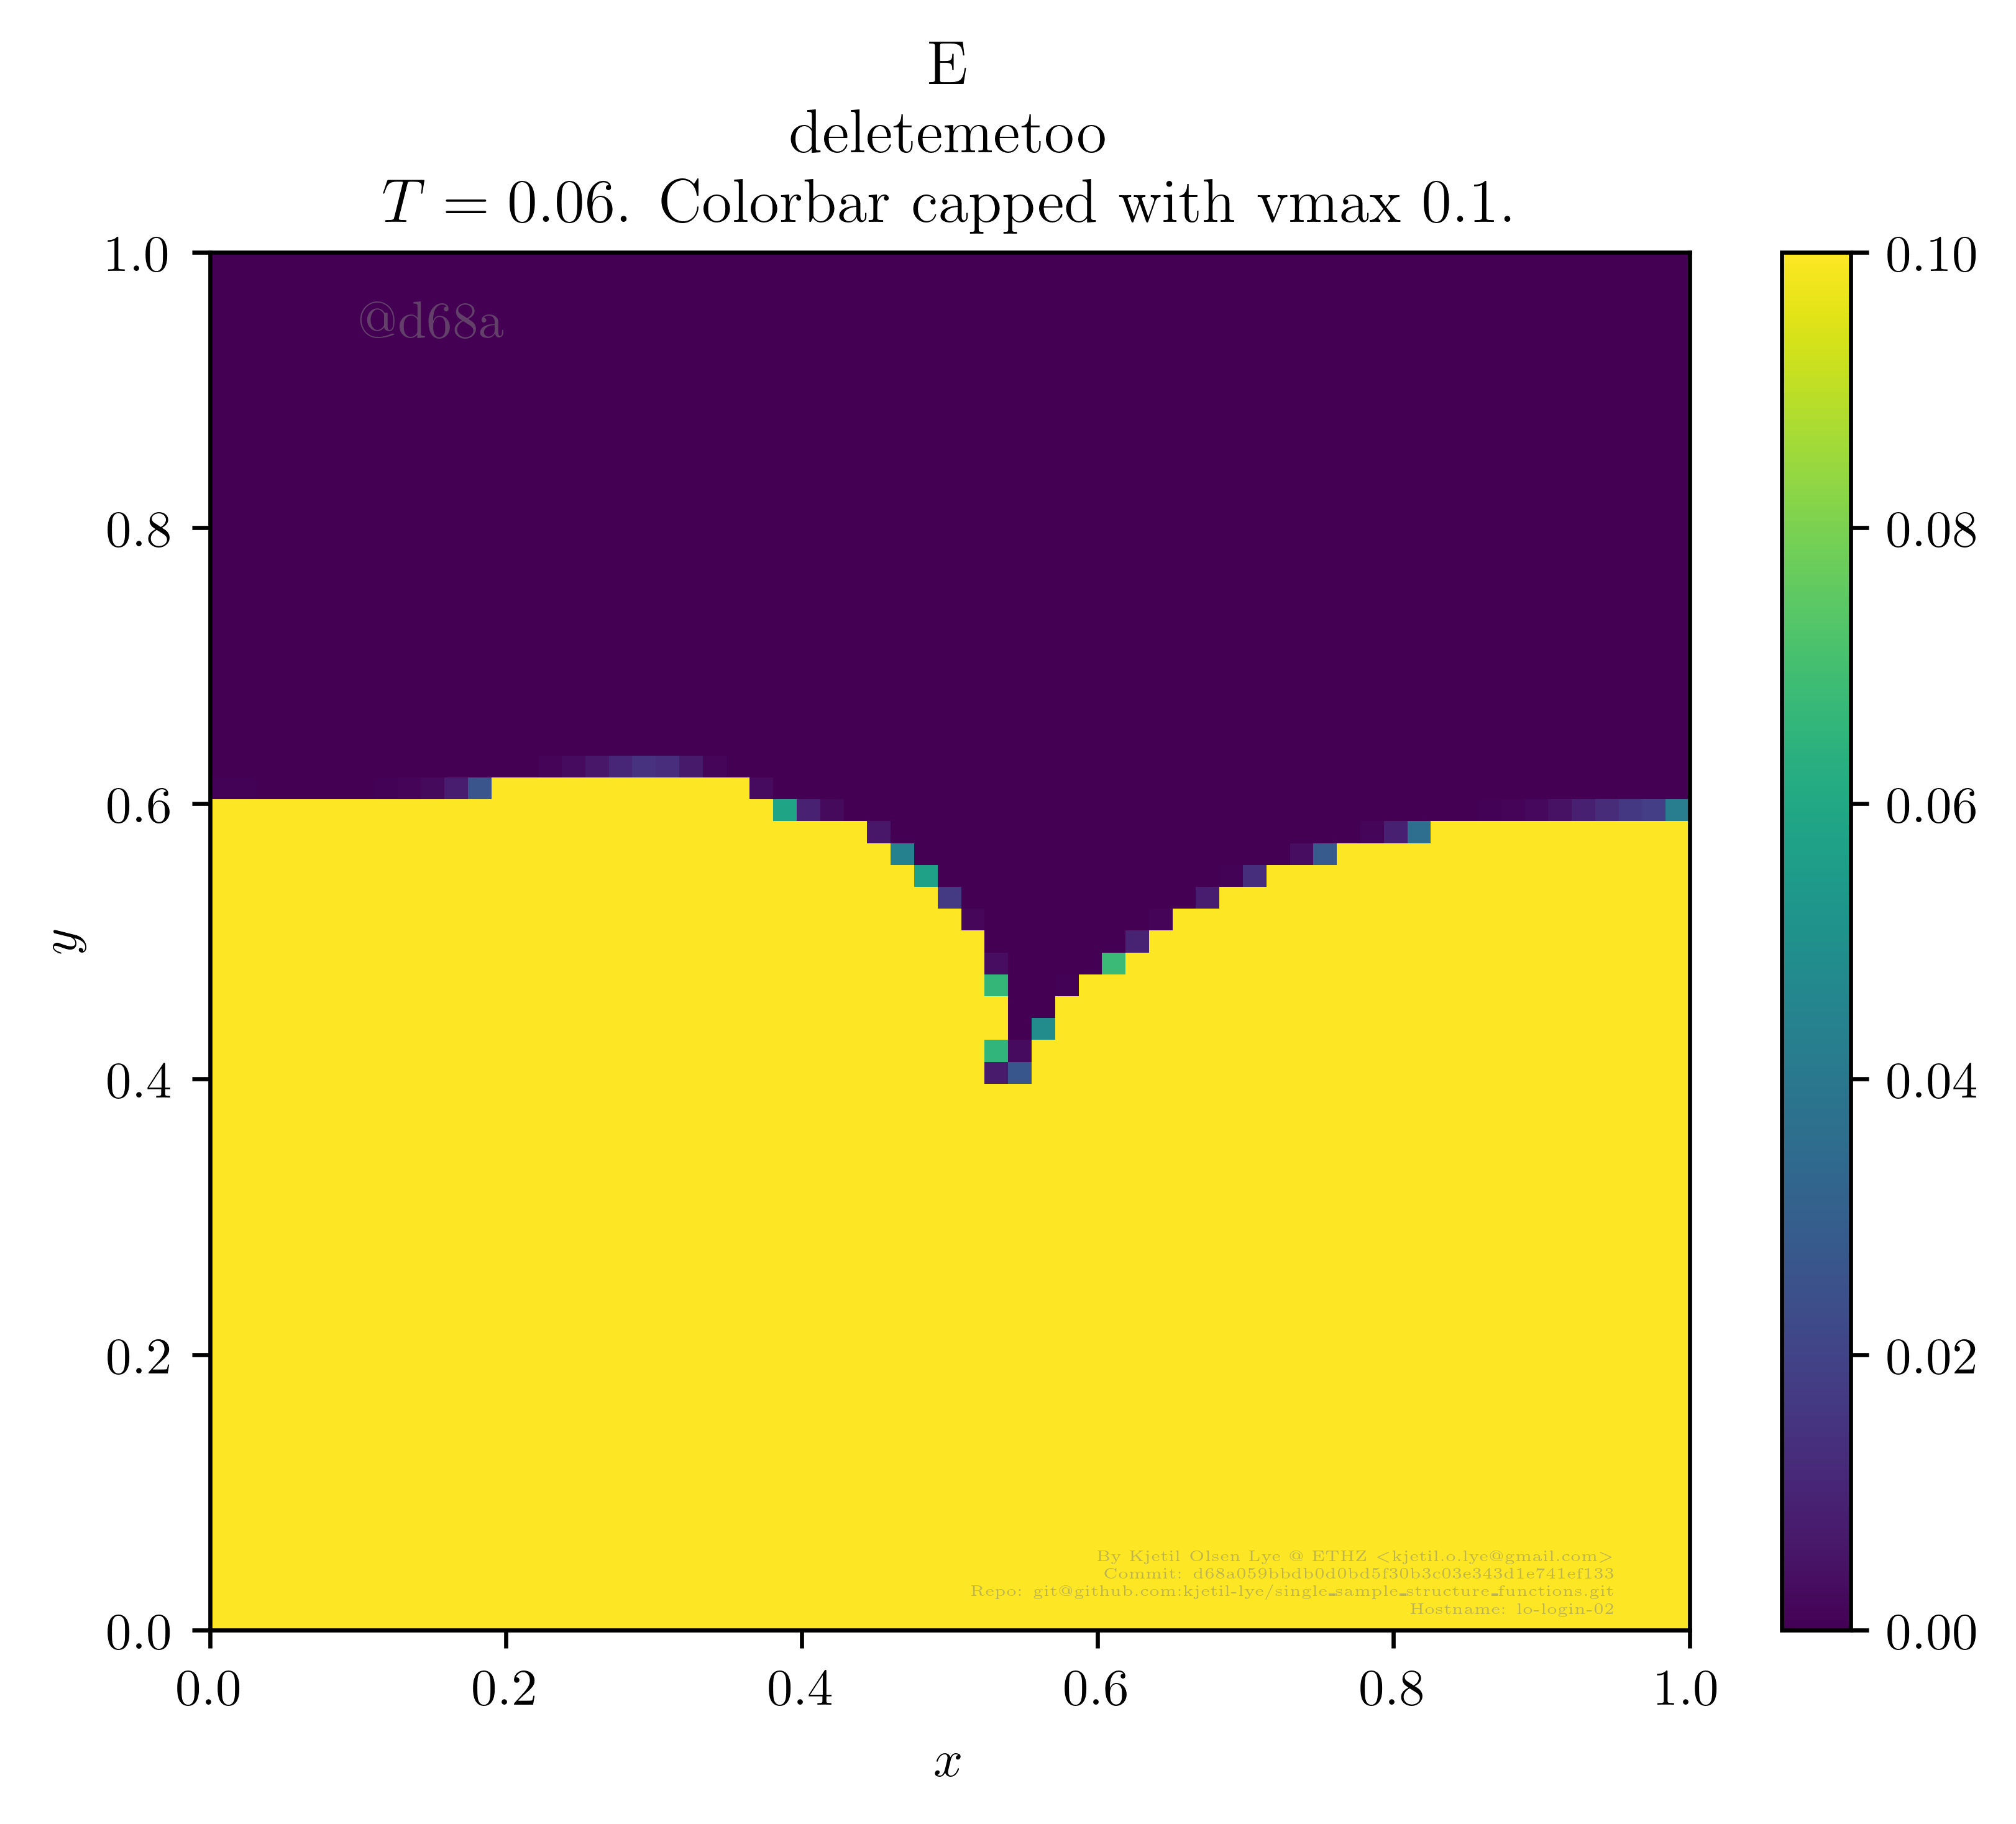 E
deletemetoo
T = 0.06. Colorbar capped with vmax 0.1.
1.0
0.8
0.6
0.4
0.2
0.0
y
0.0 0.2 0.4 0.6 0.8 1.0
x
0.10
0.08
0.06
0.04
0.02
0.00
@d68a
By Kjetil Olsen Lye @ ETHZ <kjetil.o.lye@gmail.com>
Commit: d68a059bbdb0d0bd5f30b3c03e343d1e741ef133
Repo: git@github.com:kjetil-lye/single_sample_structure_functions.git
Hostname: lo-login-02